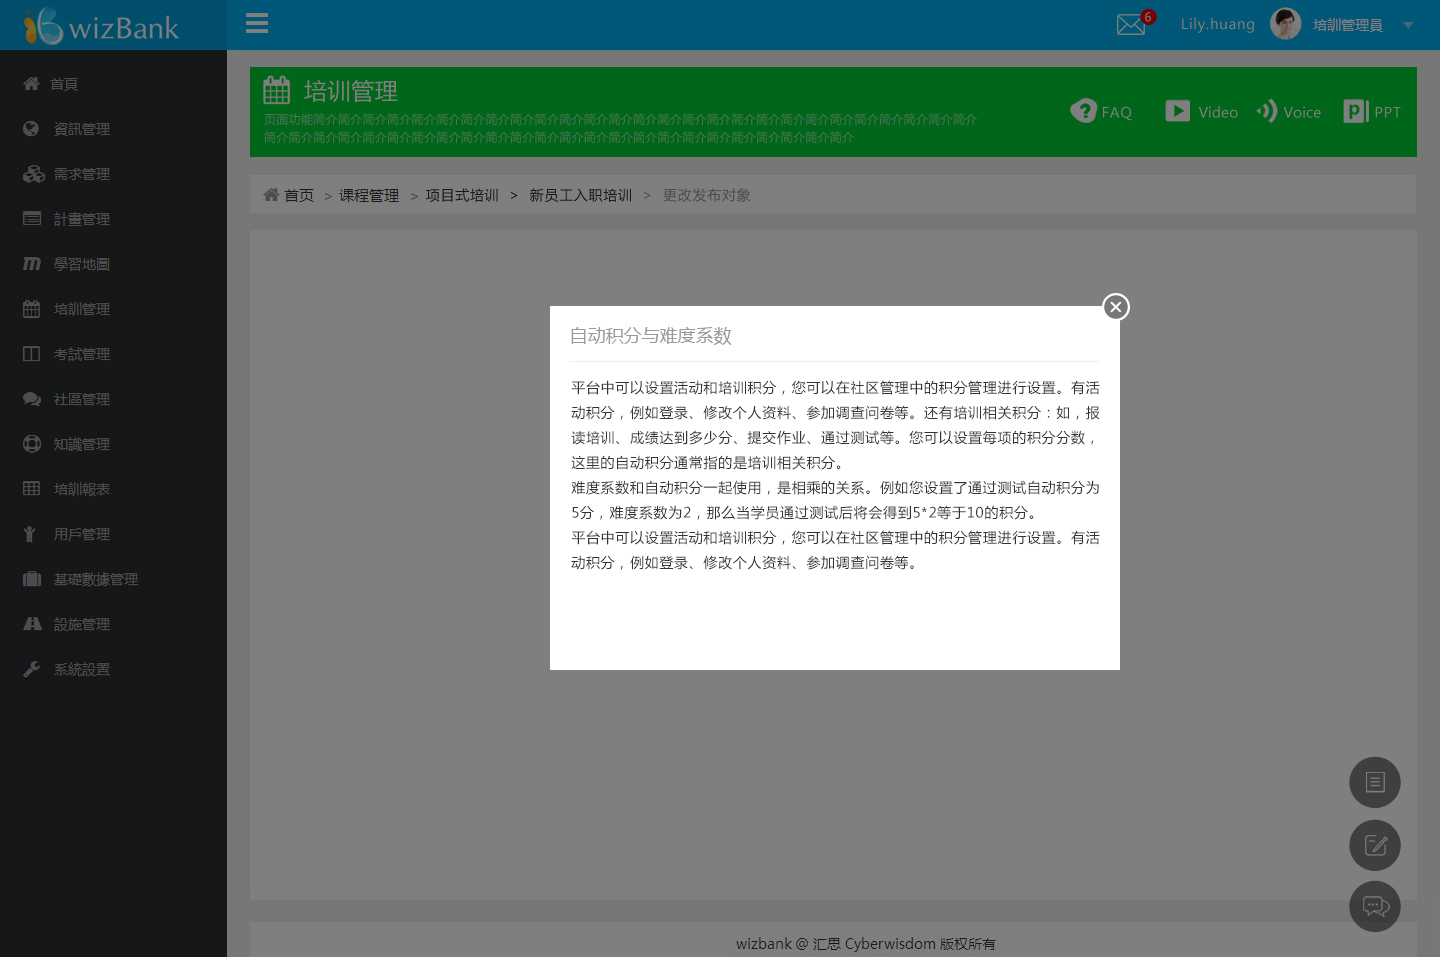 wizBank
6
Lily.huang
培訓管理員
首頁
資訊管理
需求管理
計畫管理
學習地圖
培訓管理
考試管理
社區管理
知識管理
培訓報表
用戶管理
基礎數據管理
設施管理
系統設置
培训管理
页面功能简介简介简介简介简介简介简介简介简介简介简介简介简介简介简介简介简介简介简介简介简介简介简介简介简介简介简介
简介简介简介简介简介简介简介简介简介简介简介简介简介简介简介简介简介简介简介简介简介简介简介简介
FAQ
Video
Voice
PPT
首页 > 课程管理 > 项目式培训 > 新员工入职培训 > 更改发布对象
自动积分与难度系数
平台中可以设置活动和培训积分，您可以在社区管理中的积分管理进行设置。有活
动积分，例如登录、修改个人资料、参加调查问卷等。还有培训相关积分：如，报
读培训、成绩达到多少分、提交作业、通过测试等。您可以设置每项的积分分数，
这里的自动积分通常指的是培训相关积分。
难度系数和自动积分一起使用，是相乘的关系。例如您设置了通过测试自动积分为
5分，难度系数为2，那么当学员通过测试后将会得到5*2等于10的积分。
平台中可以设置活动和培训积分，您可以在社区管理中的积分管理进行设置。有活
动积分，例如登录、修改个人资料、参加调查问卷等。
wizbank @ 汇思 Cyberwisdom 版权所有